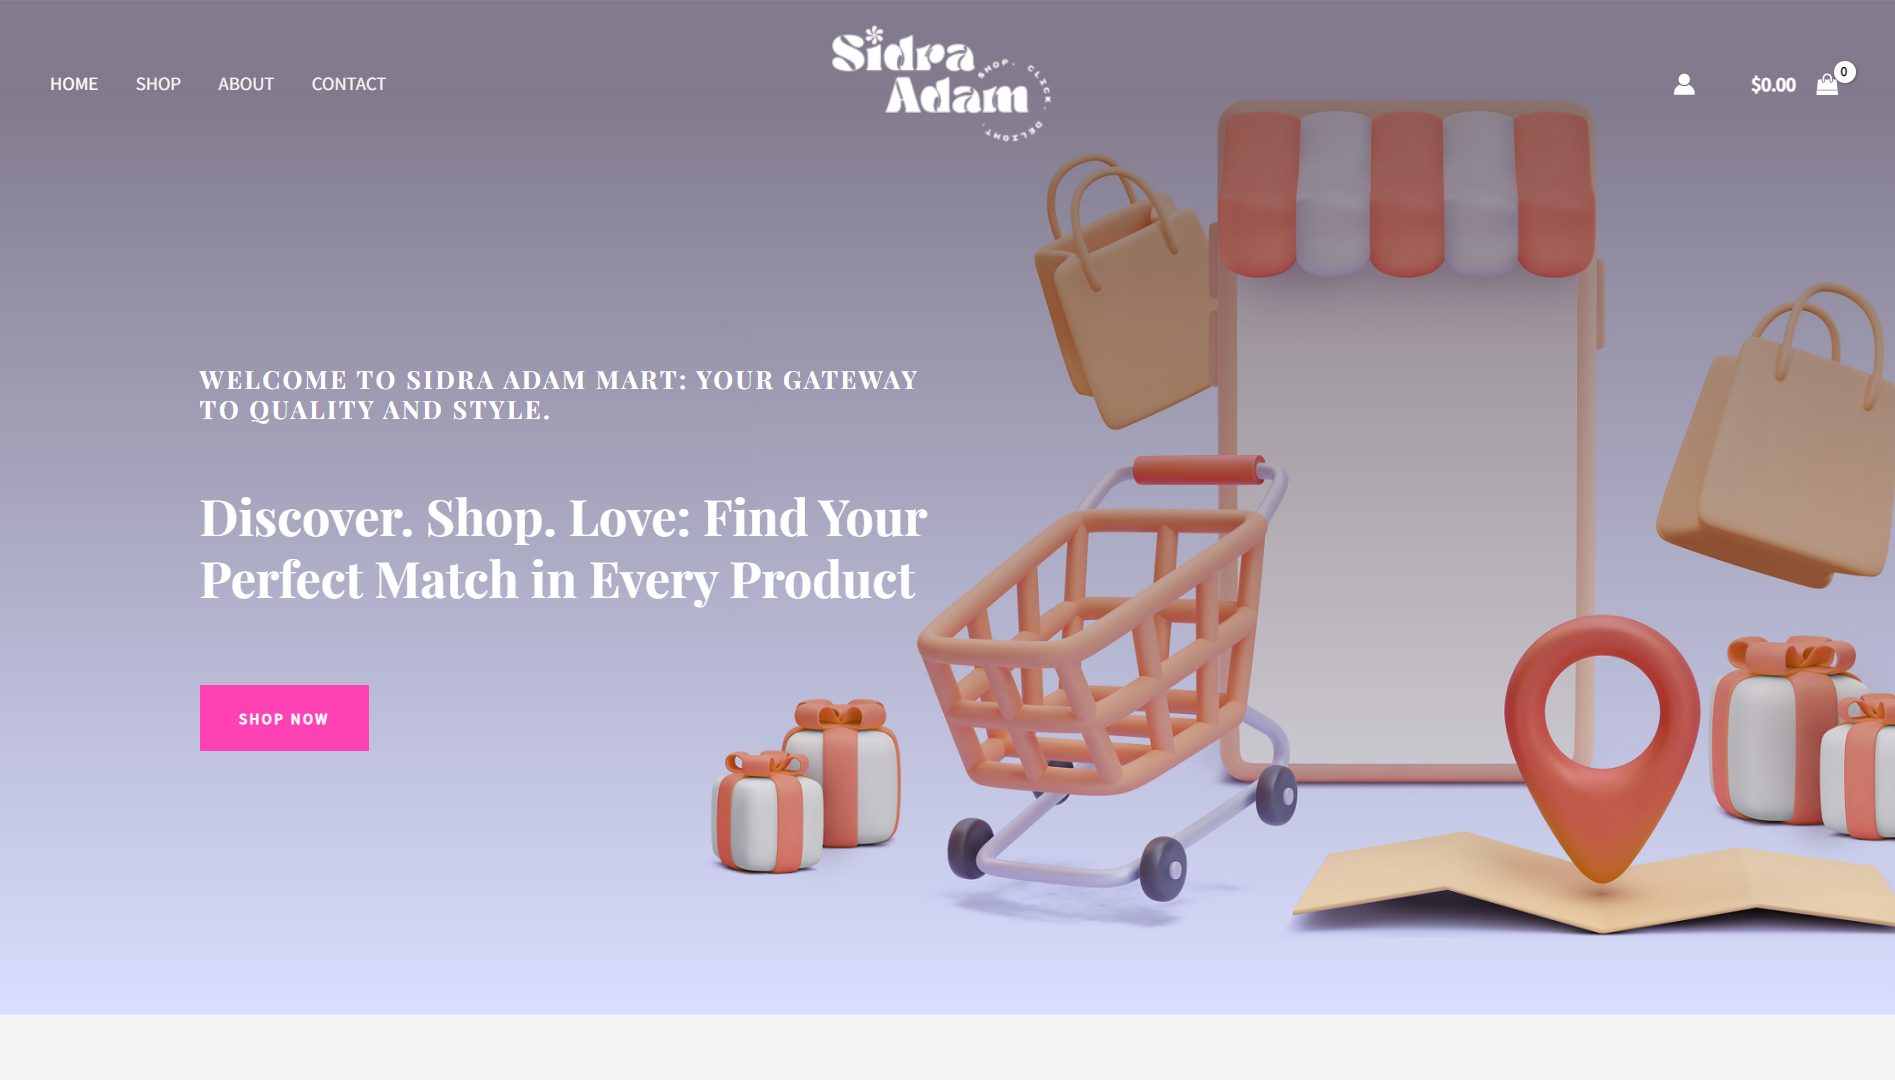 HOME SHOP ABOUT CONTACT
Sidra
Adam
SHOP. CLICK. DELIGHT.
$0.00
0
WELCOME TO SIDRA ADAM MART: YOUR GATEWAY
TO QUALITY AND STYLE.
Discover. Shop. Love: Find Your
Perfect Match in Every Product
SHOP NOW